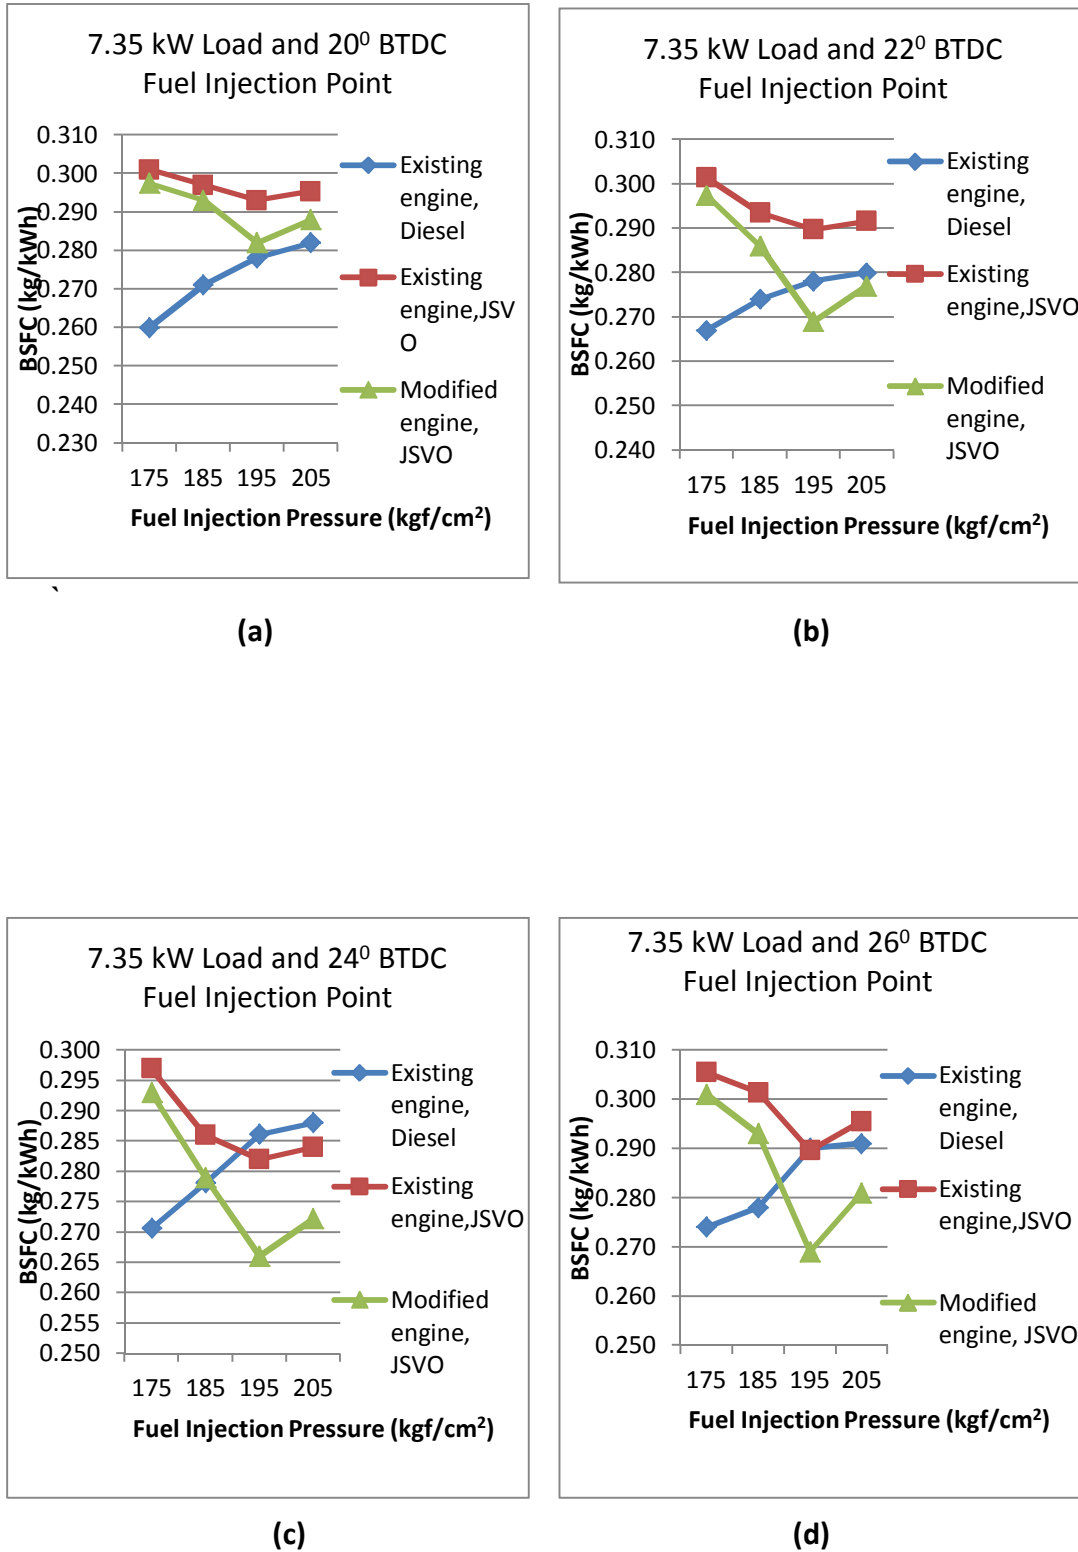 7.35 kW Load and 20⁰ BTDC
Fuel Injection Point
0.310
0.300
0.290
0.280
0.270
0.260
0.250
0.240
0.230
BSFC (kg/kWh)
175 185 195 205
Fuel Injection Pressure (kgf/cm²)
Existing
engine,
Diesel
Existing
engine,JSV
O
Modified
engine,
JSVO
`
(a)
7.35 kW Load and 22⁰ BTDC
Fuel Injection Point
0.310
0.300
0.290
0.280
0.270
0.260
0.250
0.240
BSFC (kg/kWh)
175 185 195 205
Fuel Injection Pressure (kgf/cm²)
Existing
engine,
Diesel
Existing
engine,JSVO
Modified
engine,
JSVO
(b)
7.35 kW Load and 24⁰ BTDC
Fuel Injection Point
0.300
0.295
0.290
0.285
0.280
0.275
0.270
0.265
0.260
0.255
0.250
BSFC (kg/kWh)
175 185 195 205
Fuel Injection Pressure (kgf/cm²)
Existing
engine,
Diesel
Existing
engine,JSVO
Modified
engine,
JSVO
(c)
7.35 kW Load and 26⁰ BTDC
Fuel Injection Point
0.310
0.300
0.290
0.280
0.270
0.260
0.250
BSFC (kg/kWh)
175 185 195 205
Fuel Injection Pressure (kgf/cm²)
Existing
engine,
Diesel
Existing
engine,JSVO
Modified
engine, JSVO
(d)